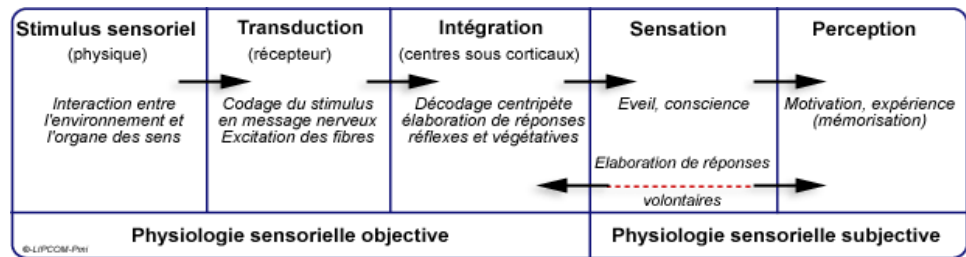 Stimulus sensoriel
(physique)
Interaction entre
l'environnement et
l'organe des sens
Transduction
(récepteur)
Codage du stimulus
en message nerveux
Excitation des fibres
Intégration
(centres sous corticaux)
Décodage centripète
élaboration de réponses
réflexes et végétatives
Sensation
Eveil, conscience
Perception
Motivation, expérience
(mémorisation)
Elaboration de réponses
volontaires
Physiologie sensorielle objective
Physiologie sensorielle subjective
©-LIPCOM-Pini